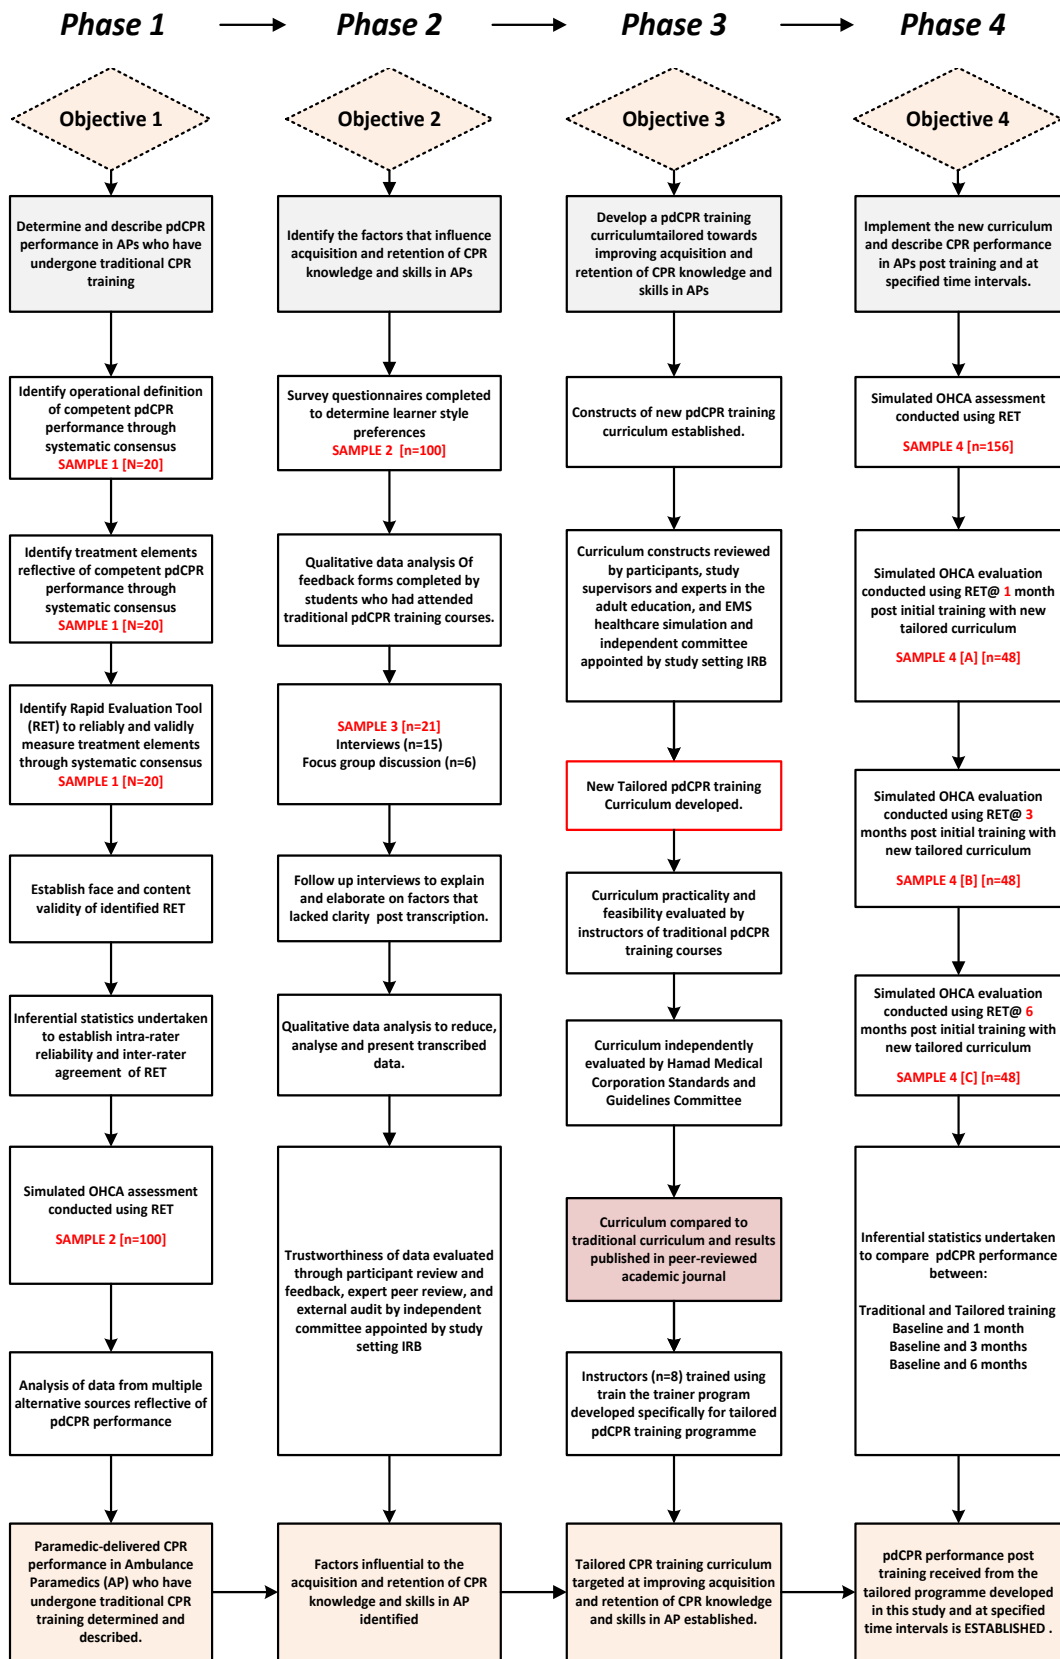 Phase 1
Phase 2
Phase 3
Phase 4
Objective 1
Determine and describe pdCPR
performance in APs who have
undergone traditional CPR
training
Identify operational definition
of competent pdCPR
performance through
systematic consensus
SAMPLE 1 [N=20]
Identify treatment elements
reflective of competent pdCPR
performance through
systematic consensus
SAMPLE 1 [N=20]
Identify Rapid Evaluation Tool
(RET) to reliably and validly
measure treatment elements
through systematic consensus
SAMPLE 1 [N=20]
Establish face and content
validity of identified RET
Inferential statistics undertaken
to establish intra-rater
reliability and inter-rater
agreement of RET
Simulated OHCA assessment
conducted using RET
SAMPLE 2 [n=100]
Analysis of data from multiple
alternative sources reflective of
pdCPR performance
Paramedic-delivered CPR
performance in Ambulance
Paramedics (AP) who have
undergone traditional CPR
training determined and
described.
Objective 2
Identify the factors that influence
acquisition and retention of CPR
knowledge and skills in APs
Survey questionnaires completed
to determine learner style
preferences
SAMPLE 2 [n=100]
Qualitative data analysis Of
feedback forms completed by
students who had attended
traditional pdCPR training courses.
SAMPLE 3 [n=21]
Interviews (n=15)
Focus group discussion (n=6)
Follow up interviews to explain
and elaborate on factors that
lacked clarity post transcription.
Qualitative data analysis to reduce,
analyse and present transcribed
data.
Trustworthiness of data evaluated
through participant review and
feedback, expert peer review, and
external audit by independent
committee appointed by study
setting IRB
Factors influential to the
acquisition and retention of CPR
knowledge and skills in AP
identified
Objective 3
Develop a pdCPR training
curriculumtailored towards
improving acquisition and
retention of CPR knowledge and
skills in APs
Constructs of new pdCPR training
curriculum established.
Curriculum constructs reviewed
by participants, study
supervisors and experts in the
adult education, and EMS
healthcare simulation and
independent committee
appointed by study setting IRB
New Tailored pdCPR training
Curriculum developed.
Curriculum practicality and
feasibility evaluated by
instructors of traditional pdCPR
training courses
Curriculum independently
evaluated by Hamad Medical
Corporation Standards and
Guidelines Committee
Curriculum compared to
traditional curriculum and results
published in peer-reviewed
academic journal
Instructors (n=8) trained using
train the trainer program
developed specifically for tailored
pdCPR training programme
Tailored CPR training curriculum
targeted at improving acquisition
and retention of CPR knowledge
and skills in AP established.
Objective 4
Implement the new curriculum
and describe CPR performance
in APs post training and at
specified time intervals.
Simulated OHCA assessment
conducted using RET
SAMPLE 4 [n=156]
Simulated OHCA evaluation
conducted using RET@ 1 month
post initial training with new
tailored curriculum
SAMPLE 4 [A] [n=48]
Simulated OHCA evaluation
conducted using RET@ 3
months post initial training with
new tailored curriculum
SAMPLE 4 [B] [n=48]
Simulated OHCA evaluation
conducted using RET@ 6
months post initial training with
new tailored curriculum
SAMPLE 4 [C] [n=48]
Inferential statistics undertaken
to compare pdCPR performance
between:
Traditional and Tailored training
Baseline and 1 month
Baseline and 3 months
Baseline and 6 months
pdCPR performance post
training received from the
tailored programme developed
in this study and at specified
time intervals is ESTABLISHED .